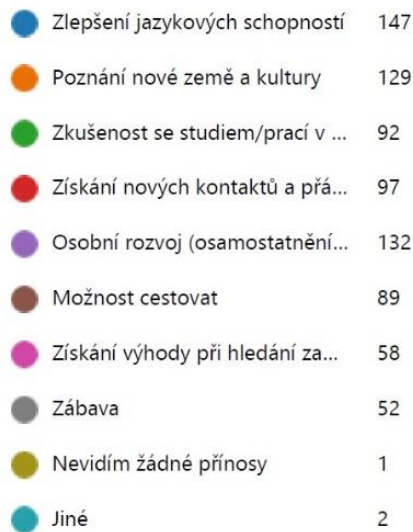 Zlepšení jazykových schopností 147
Poznání nové země a kultury 129
Zkušenost se studiem/prací v ... 92
Získání nových kontaktů a přá... 97
Osobní rozvoj (osamostatnění... 132
Možnost cestovat 89
Získání výhody při hledání za... 58
Zábava 52
Nevidím žádné přínosy 1
Jiné 2